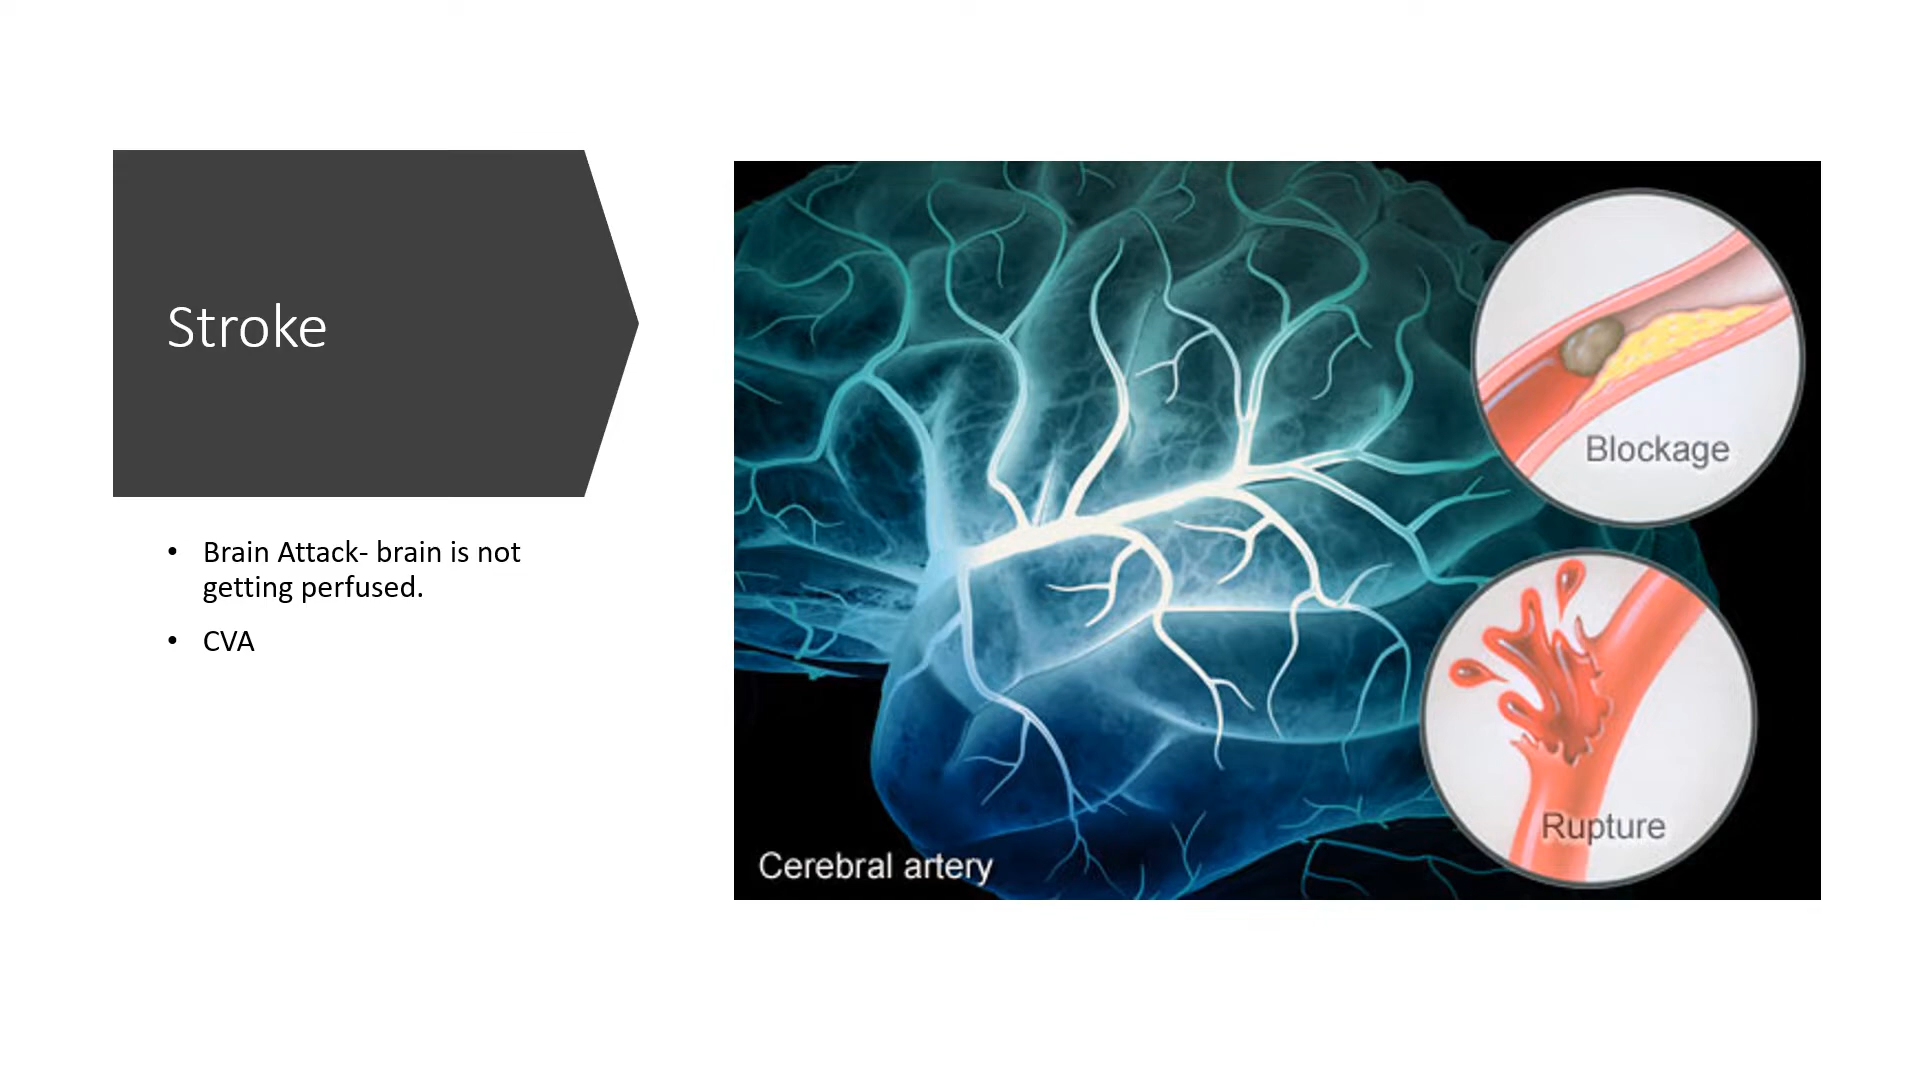 Stroke
• Brain Attack- brain is not
getting perfused.
• CVA
Blockage
Rupture
Cerebral artery